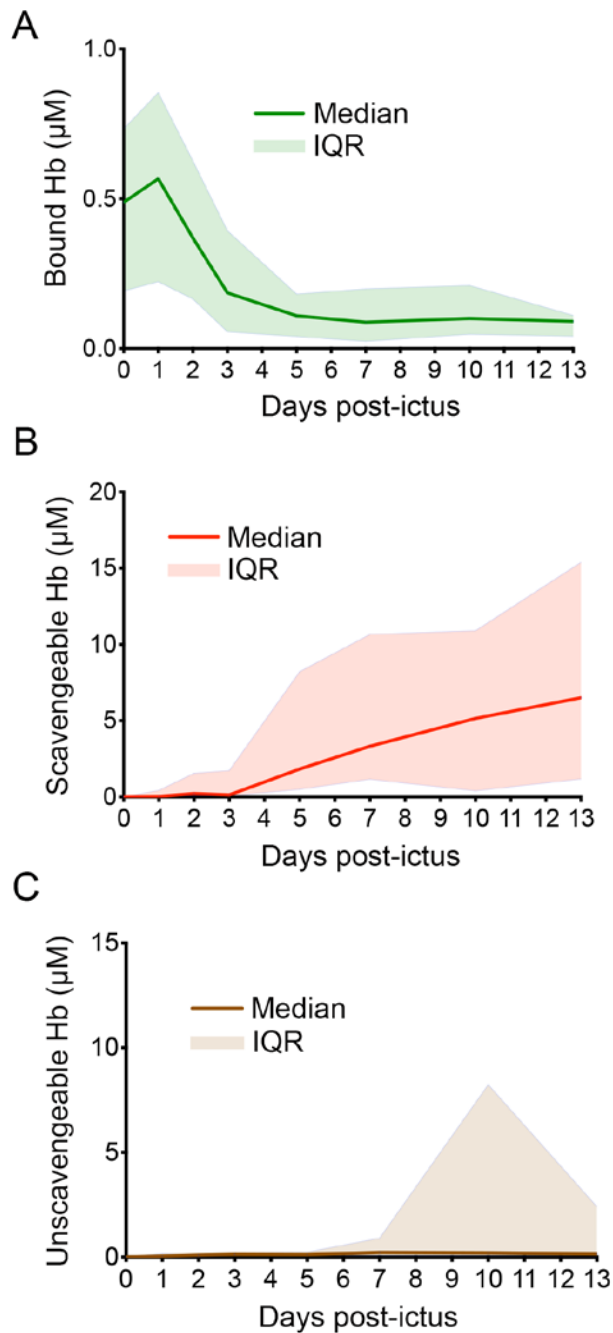 A
Bound Hb (µM)
1.0
0.5
0.0
Median
IQR
0 1 2 3 4 5 6 7 8 9 10 11 12 13
Days post-ictus
B
Scavengeable Hb (µM)
20
15
10
5
0
Median
IQR
0 1 2 3 4 5 6 7 8 9 10 11 12 13
Days post-ictus
C
Unscavengeable Hb (µM)
15
10
5
0
Median
IQR
0 1 2 3 4 5 6 7 8 9 10 11 12 13
Days post-ictus